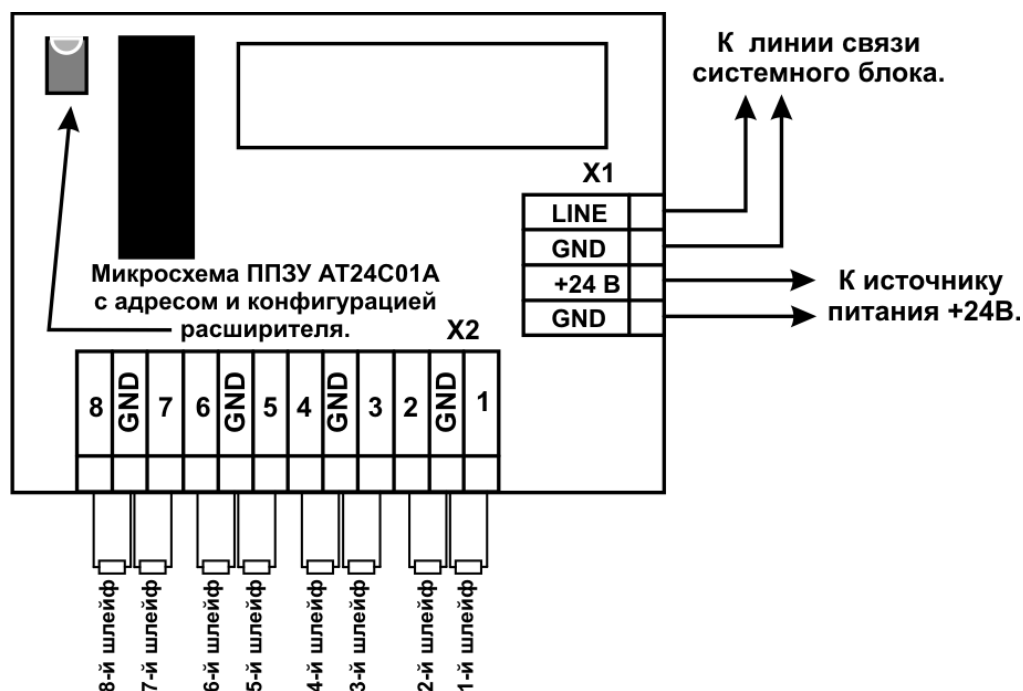 К линии связи
системного блока.
X1
LINE
GND
+24 В
GND
К источнику
питания +24В.
Микросхема ППЗУ AT24C01A
с адресом и конфигурацией
расширителя.
X2
8 GND 7 6 GND 5 4 GND 3 2 GND 1
8-й шлейф
7-й шлейф
6-й шлейф
5-й шлейф
4-й шлейф
3-й шлейф
2-й шлейф
1-й шлейф